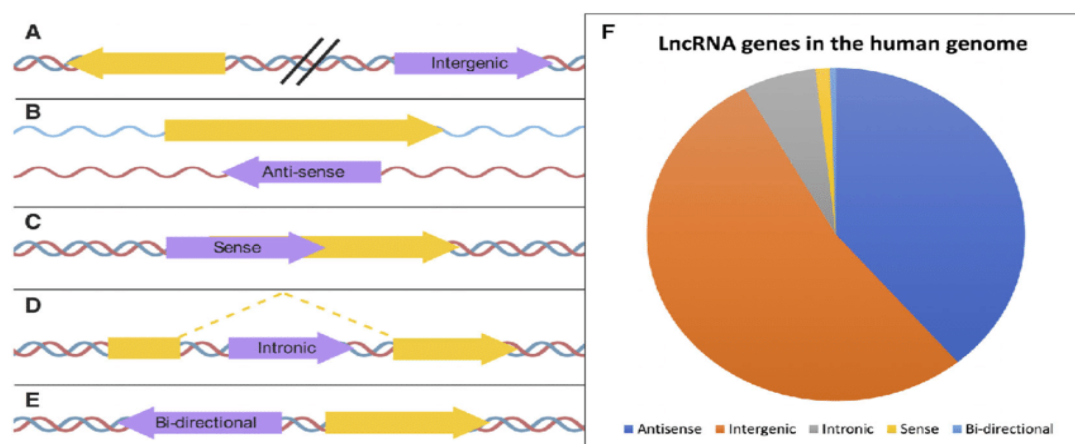 A
Intergenic
B
Anti-sense
C
Sense
D
Intronic
E
Bi-directional
F
LncRNA genes in the human genome
Antisense Intergenic Intronic Sense Bi-directional